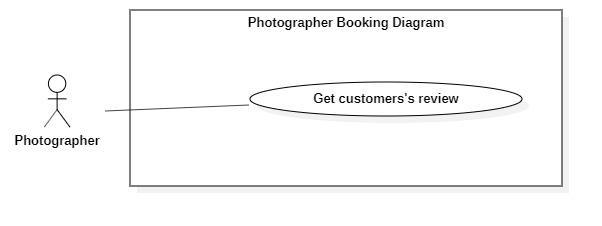 Photographer Booking Diagram
Get customers's review
Photographer